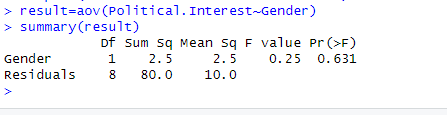 > result=aov(Political.Interest~Gender)
> summary(result)
            Df Sum Sq Mean Sq F value Pr(>F)
Gender       1    2.5     2.5    0.25  0.631
Residuals    8   80.0    10.0
>